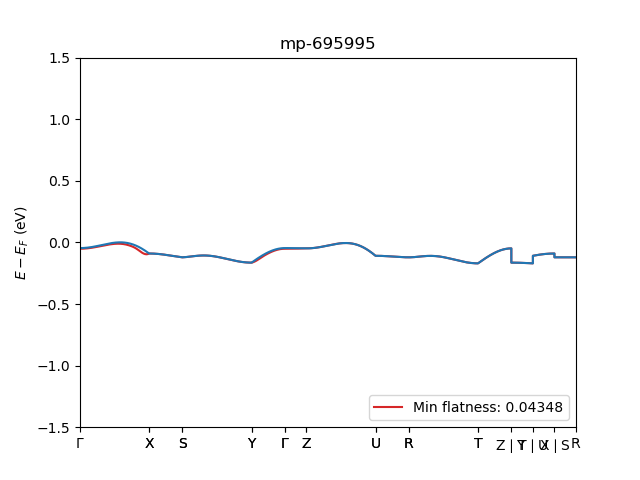 mp-695995
E − E_F (eV)
1.5
1.0
0.5
0.0
−0.5
−1.0
−1.5
Min flatness: 0.04348
Γ X S Y Γ Z U R T Z | Y T | U X | S R